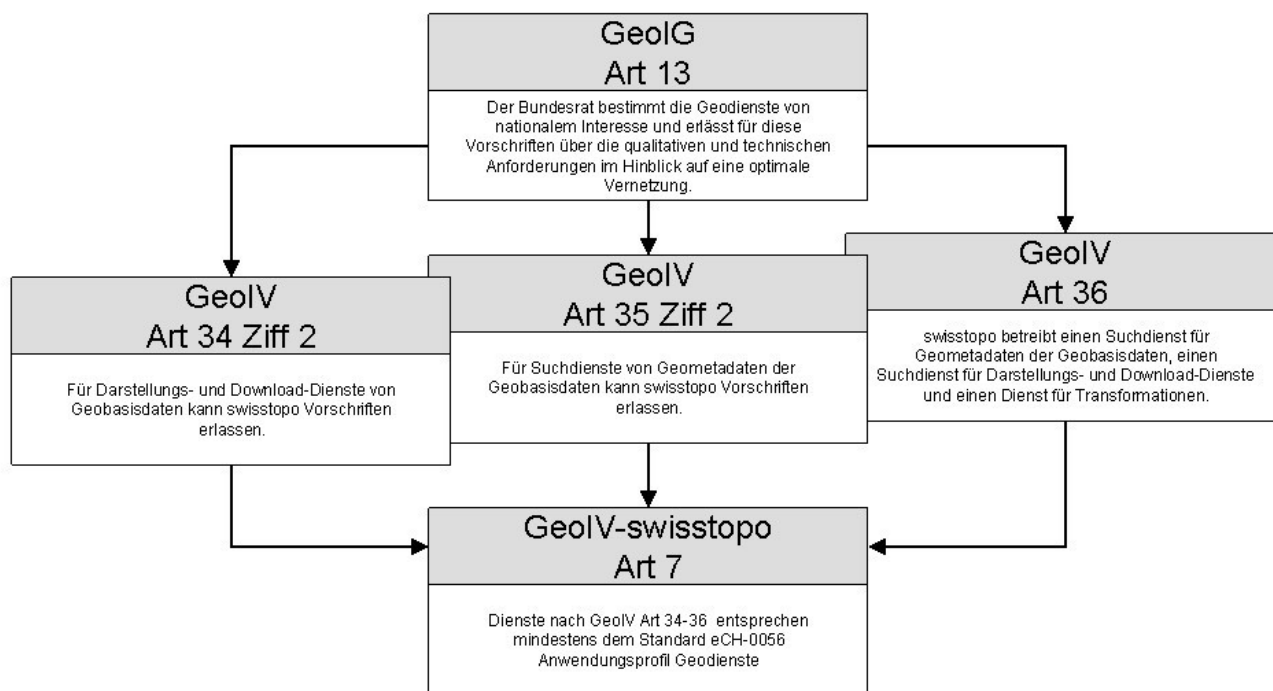 GeoIG
Art 13
Der Bundesrat bestimmt die Geodienste von
nationalem Interesse und erlässt für diese
Vorschriften über die qualitativen und technischen
Anforderungen im Hinblick auf eine optimale
Vernetzung.
GeoIV
Art 34 Ziff 2
Für Darstellungs- und Download-Dienste von
Geobasisdaten kann swisstopo Vorschriften
erlassen.
GeoIV
Art 35 Ziff 2
Für Suchdienste von Geometadaten der
Geobasisdaten kann swisstopo Vorschriften
erlassen.
GeoIV
Art 36
swisstopo betreibt einen Suchdienst für
Geometadaten der Geobasisdaten, einen
Suchdienst für Darstellungs- und Download-Dienste
und einen Dienst für Transformationen.
GeoIV-swisstopo
Art 7
Dienste nach GeoIV Art 34-36 entsprechen
mindestens dem Standard eCH-0056
Anwendungsprofil Geodienste